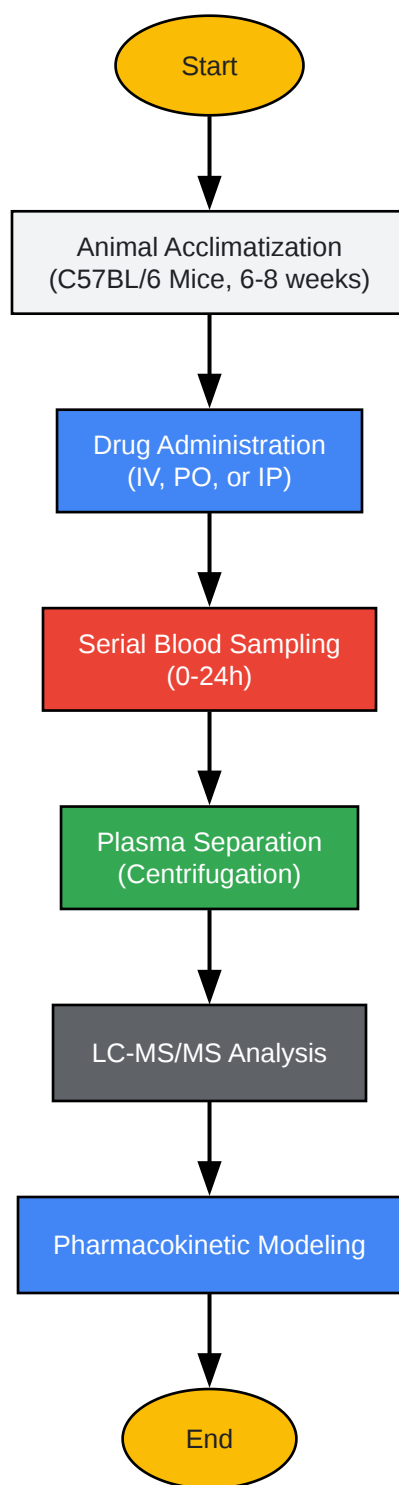 Start
Animal Acclimatization
(C57BL/6 Mice, 6-8 weeks)
Drug Administration
(IV, PO, or IP)
Serial Blood Sampling
(0-24h)
Plasma Separation
(Centrifugation)
LC-MS/MS Analysis
Pharmacokinetic Modeling
End